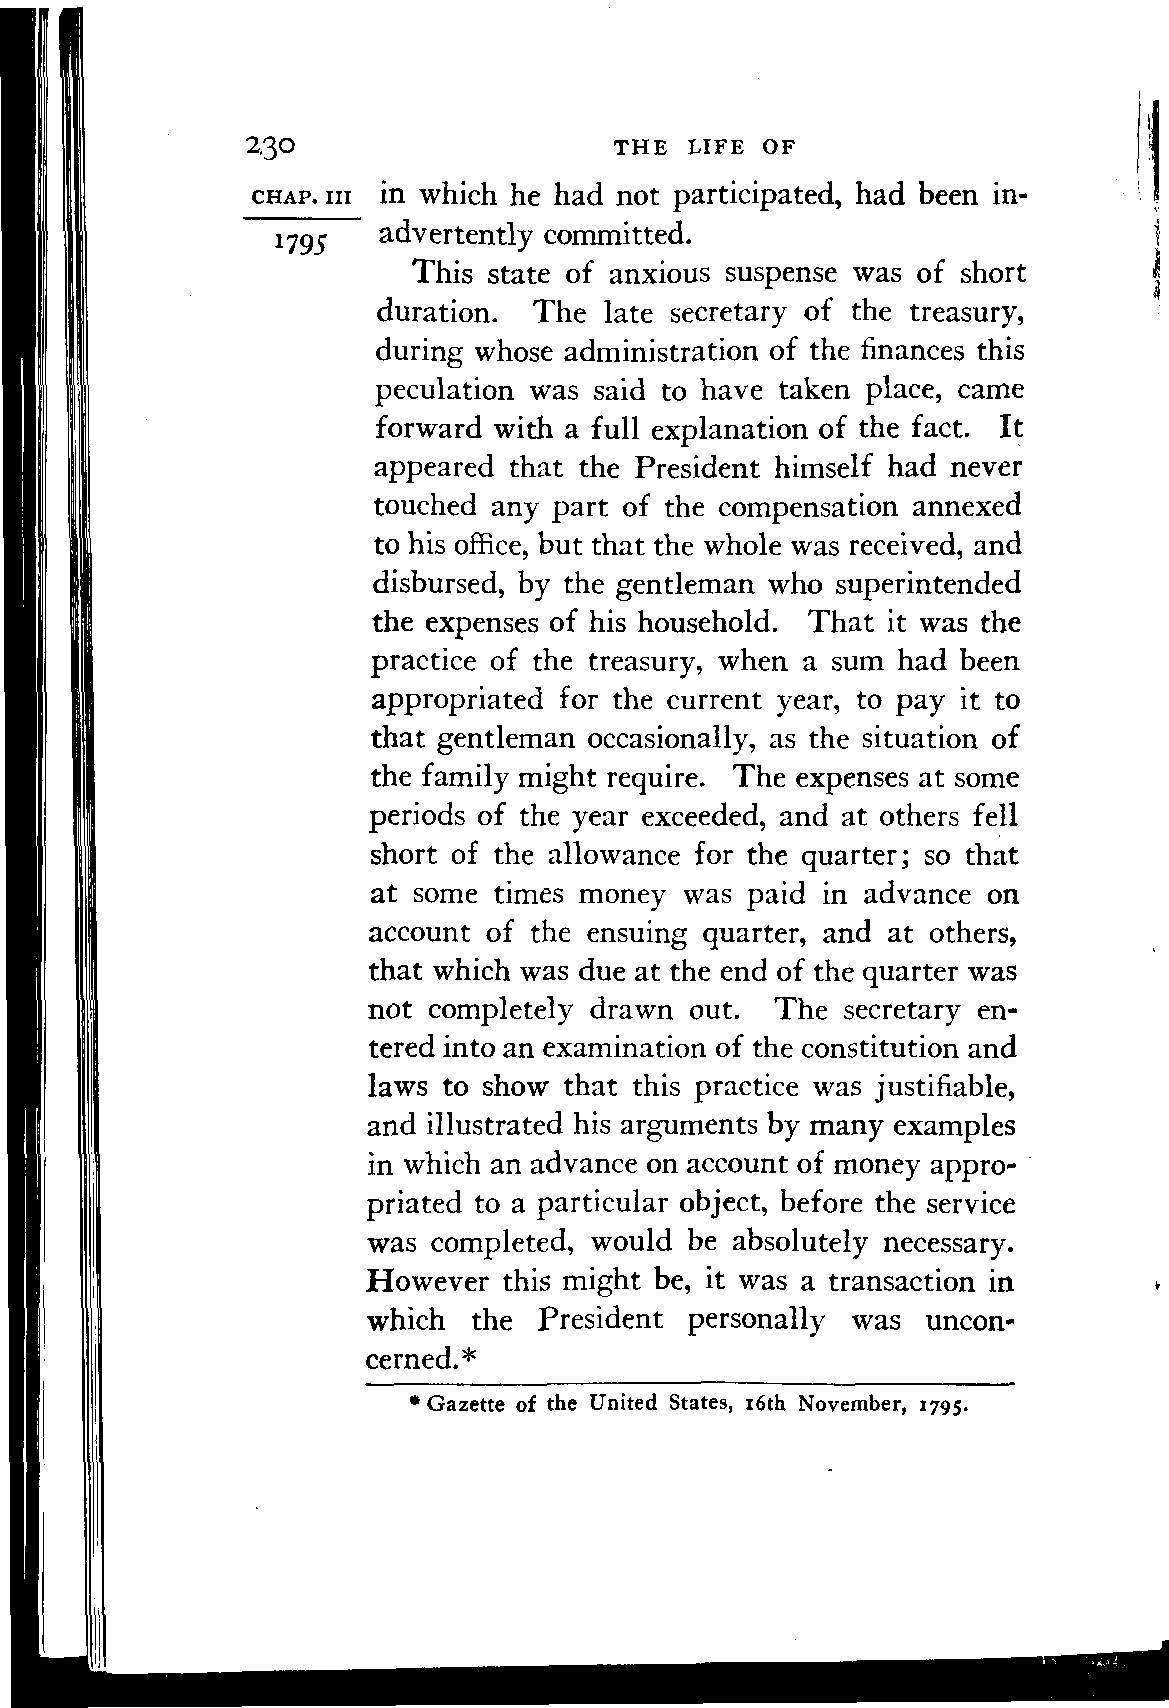 230 THE LIFE OF
CHAP. III in which he had not participated, had been in-
1795 advertently committed.
This state of anxious suspense was of short
duration. The late secretary of the treasury,
during whose administration of the finances this
peculation was said to have taken place, came
forward with a full explanation of the fact. It
appeared that the President himself had never
touched any part of the compensation annexed
to his office, but that the whole was received, and
disbursed, by the gentleman who superintended
the expenses of his household. That it was the
practice of the treasury, when a sum had been
appropriated for the current year, to pay it to
that gentleman occasionally, as the situation of
the family might require. The expenses at some
periods of the year exceeded, and at others fell
short of the allowance for the quarter; so that
at some times money was paid in advance on
account of the ensuing quarter, and at others,
that which was due at the end of the quarter was
not completely drawn out. The secretary en-
tered into an examination of the constitution and
laws to show that this practice was justifiable,
and illustrated his arguments by many examples
in which an advance on account of money appro-
priated to a particular object, before the service
was completed, would be absolutely necessary.
However this might be, it was a transaction in
which the President personally was uncon-
cerned.*
* Gazette of the United States, 16th November, 1795.